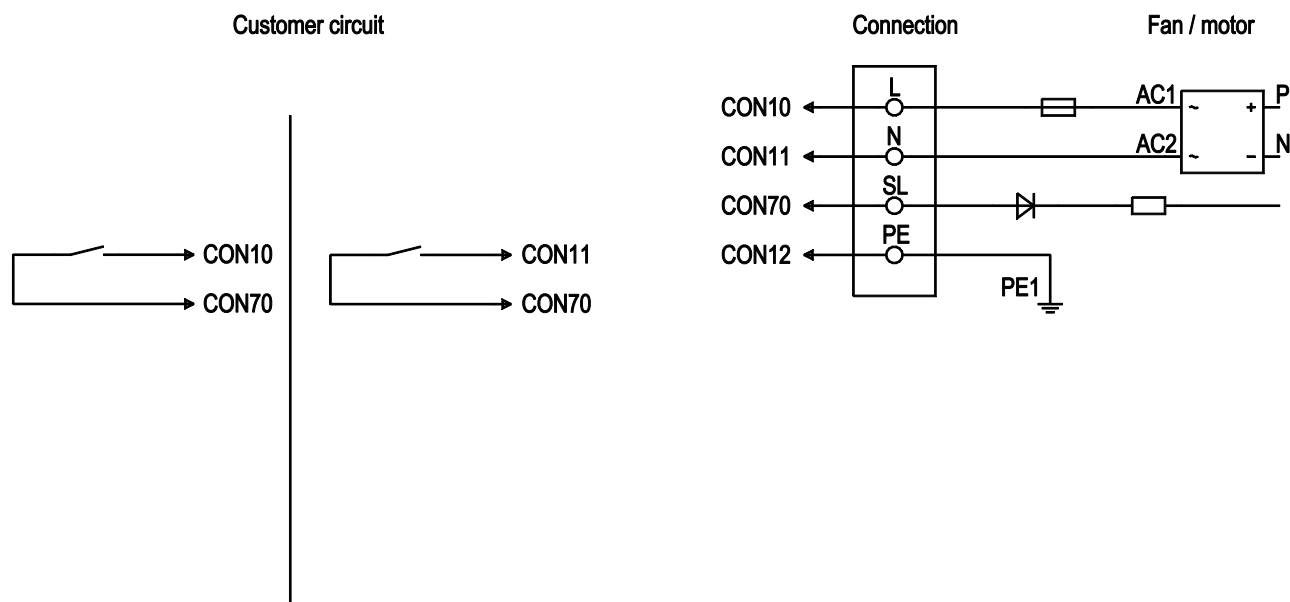 Customer circuit
CON10
CON70
CON11
CON70
Connection
Fan / motor
CON10
L
AC1
~
+
P
CON11
N
AC2
~
–
N
CON70
SL
CON12
PE
PE1